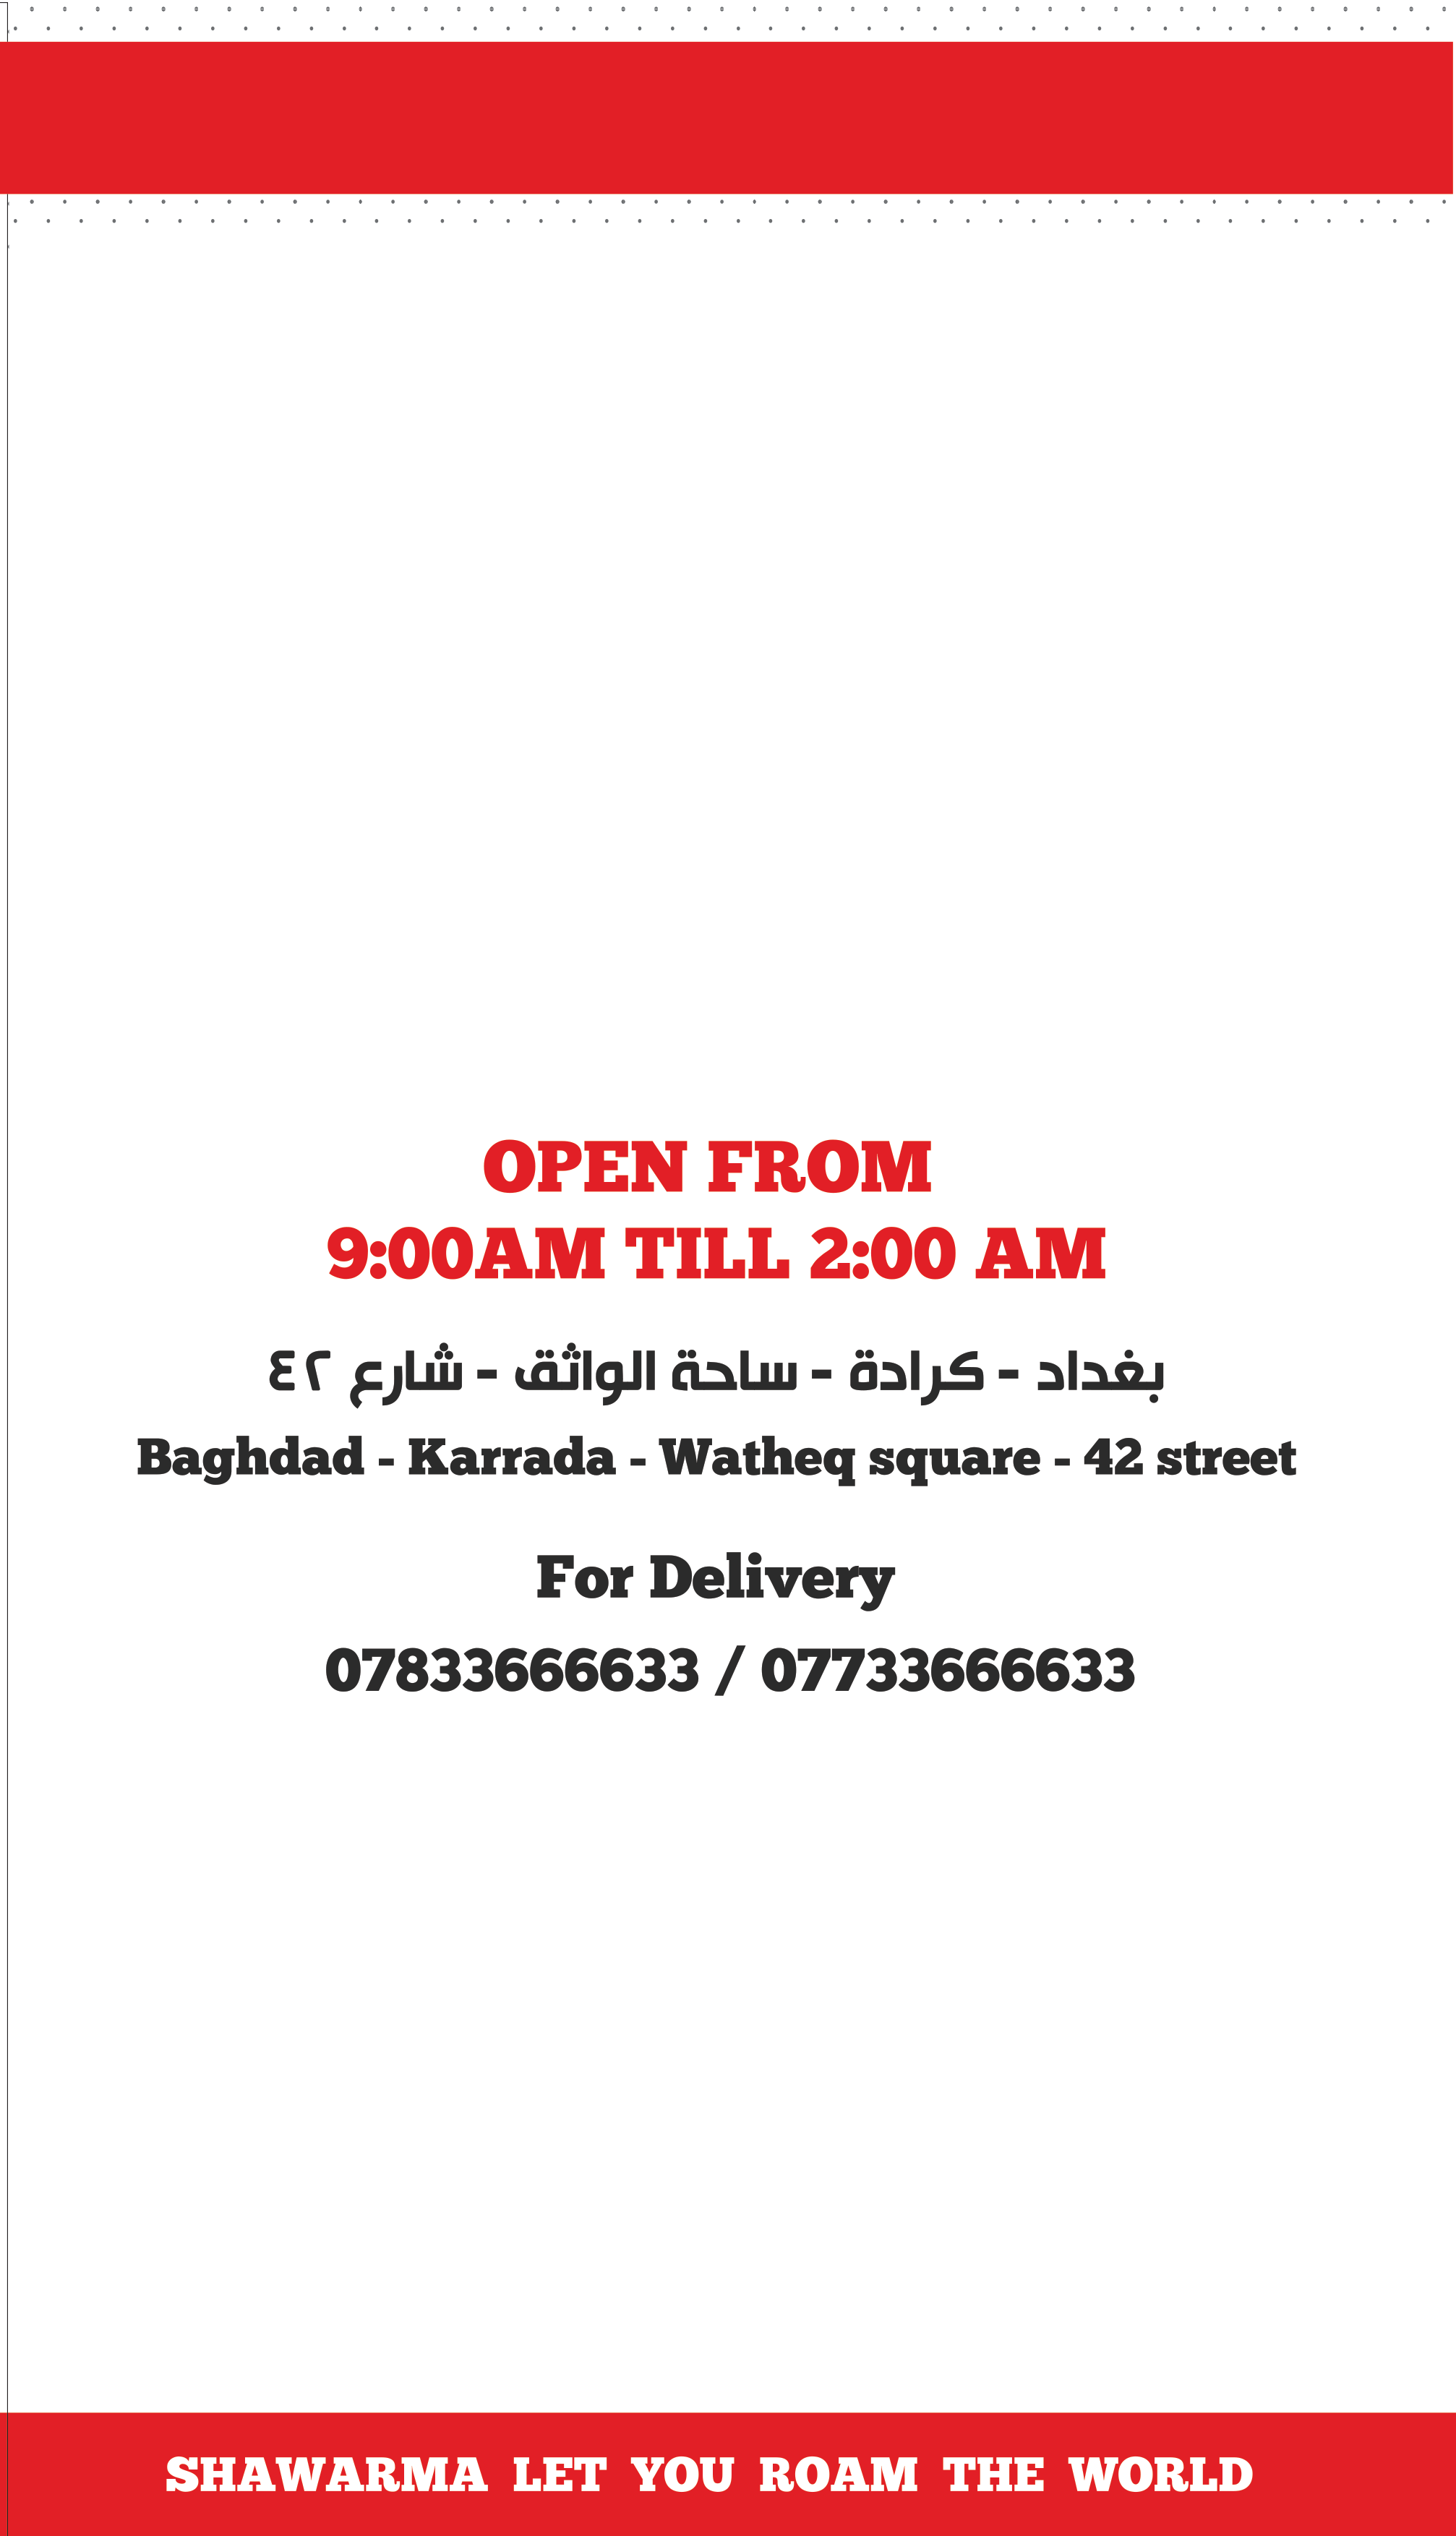 OPEN FROM
9:00AM TILL 2:00 AM
بغداد - كرادة - ساحة الواثق - شارع ٤٢
Baghdad - Karrada - Watheq square - 42 street
For Delivery
07833666633 / 07733666633
SHAWARMA LET YOU ROAM THE WORLD